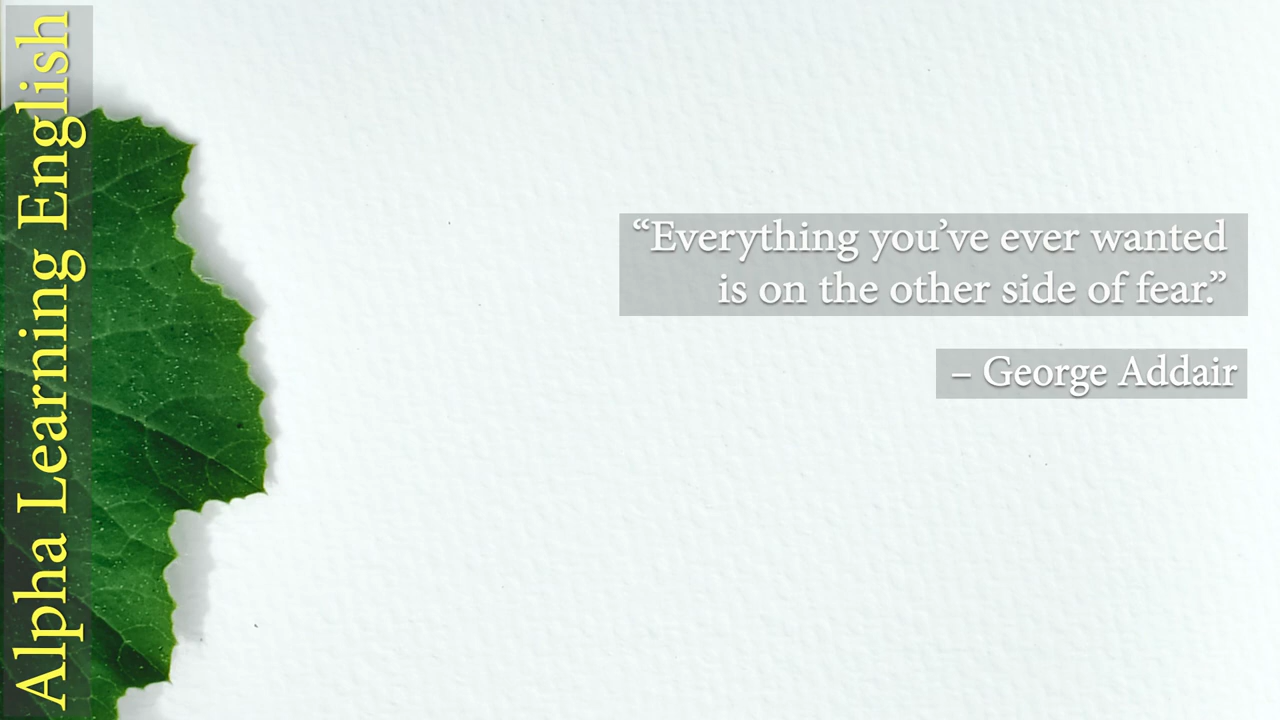 Alpha Learning English
“Everything you’ve ever wanted
is on the other side of fear.”
– George Addair